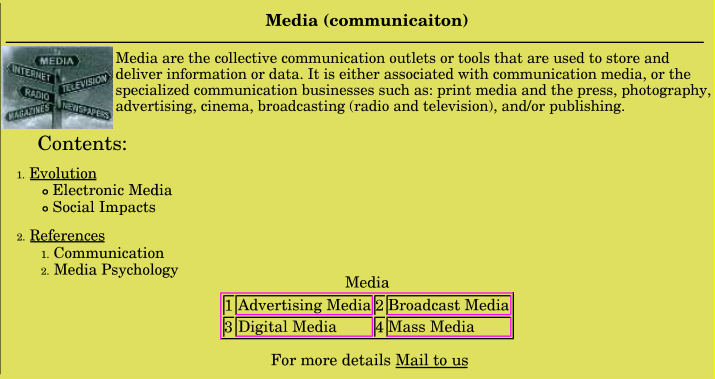 Media (communicaiton)
MEDIA
INTERNET
TELEVISION
RADIO
MAGAZINES
NEWSPAPERS
Media are the collective communication outlets or tools that are used to store and
deliver information or data. It is either associated with communication media, or the
specialized communication businesses such as: print media and the press, photography,
advertising, cinema, broadcasting (radio and television), and/or publishing.
Contents:
1. Evolution
Electronic Media
Social Impacts
2. References
1. Communication
2. Media Psychology
Media
1 Advertising Media 2 Broadcast Media
3 Digital Media 4 Mass Media
For more details Mail to us